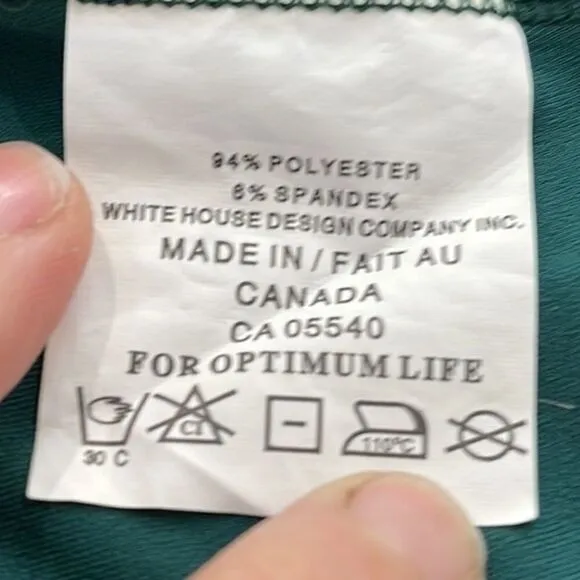 94% POLYESTER
6% SPANDEX
WHITE HOUSE DESIGN COMPANY INC.
MADE IN / FAIT AU
CANADA
CA 05540
FOR OPTIMUM LIFE
Cl 110°C
30 C